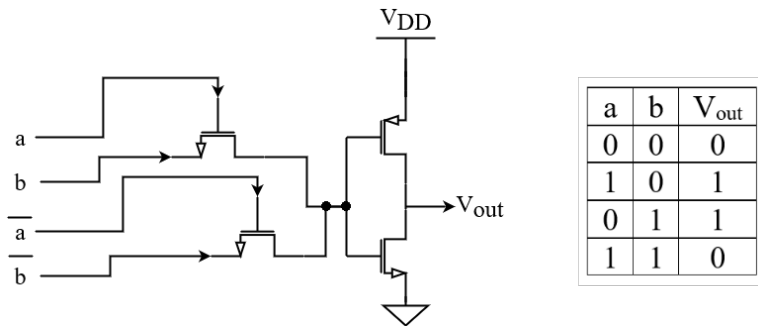 V_DD
a
b
a̅
b̅
V_out
a b V_out
0 0 0
1 0 1
0 1 1
1 1 0